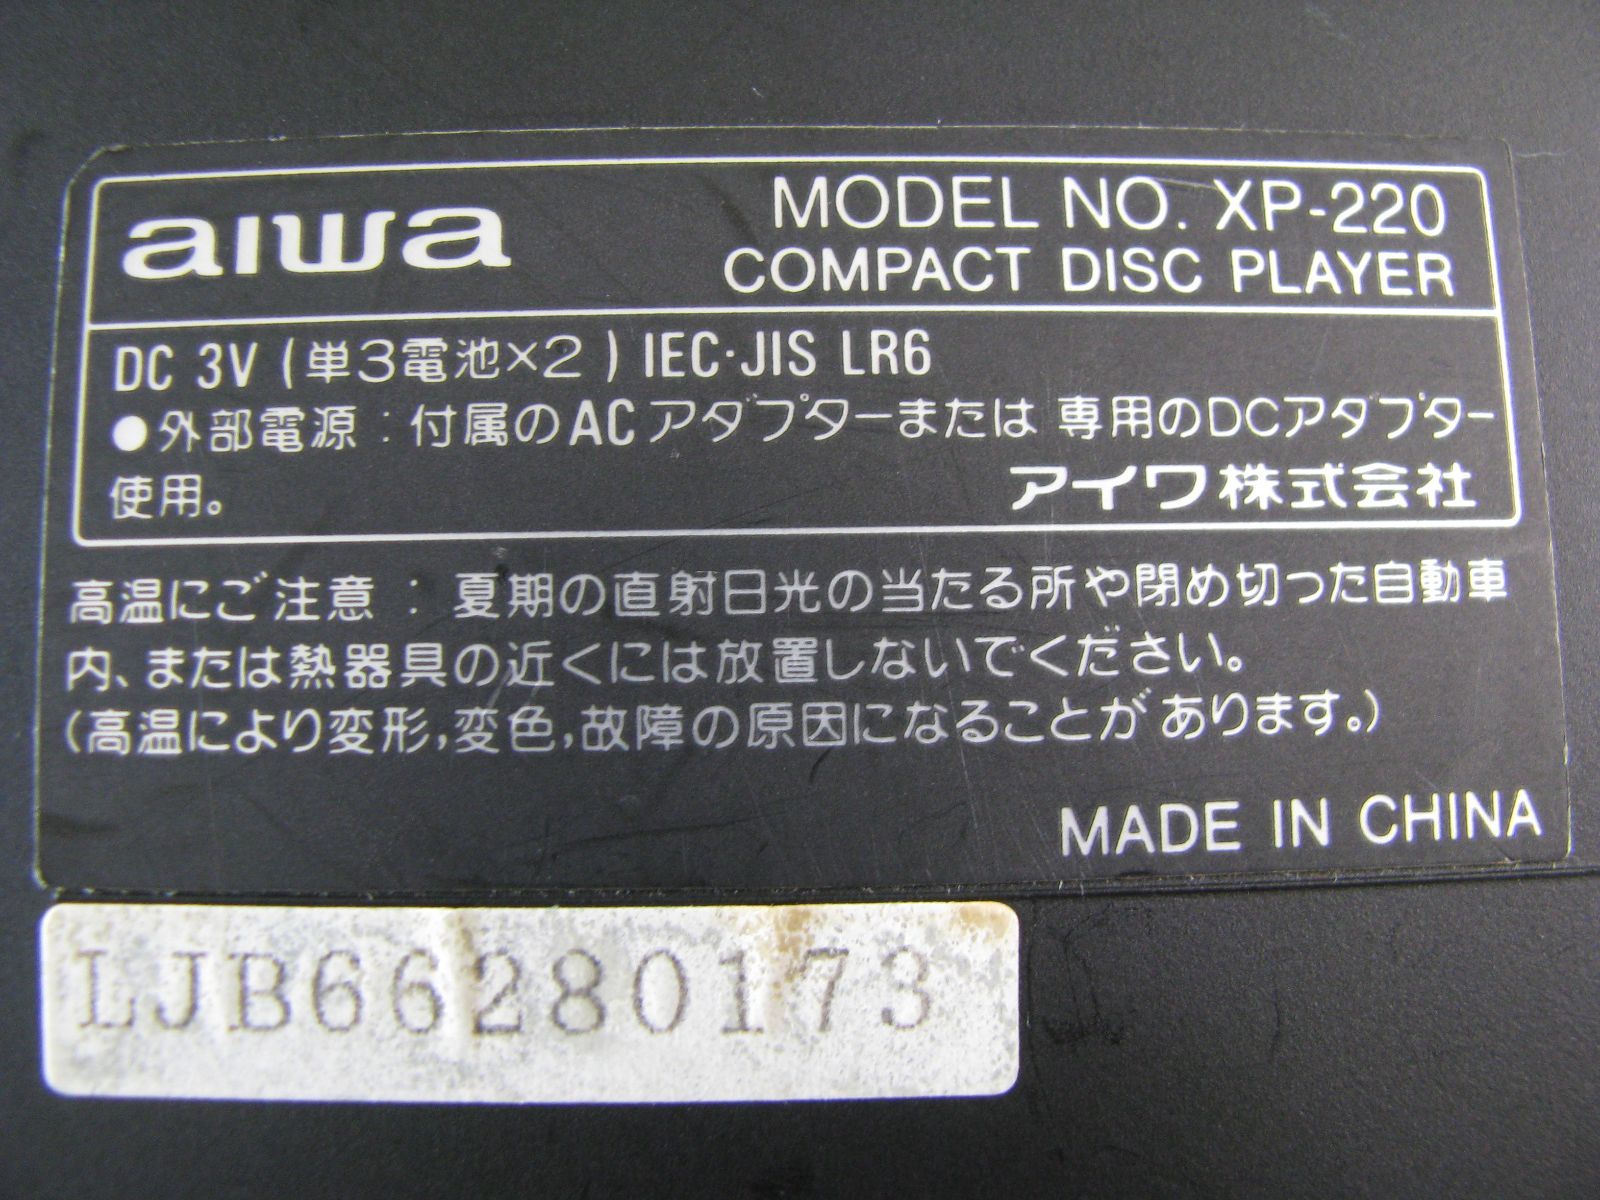 aiwa
MODEL NO. XP-220
COMPACT DISC PLAYER
DC 3V (単3電池×2) IEC·JIS LR6
●外部電源:付属のACアダプターまたは 専用のDCアダプター
使用。
アイワ株式会社
高温にご注意:夏期の直射日光の当たる所や閉め切った自動車
内、または熱器具の近くには放置しないでください。
(高温により変形,変色,故障の原因になることがあります。)
MADE IN CHINA
LJB66280173